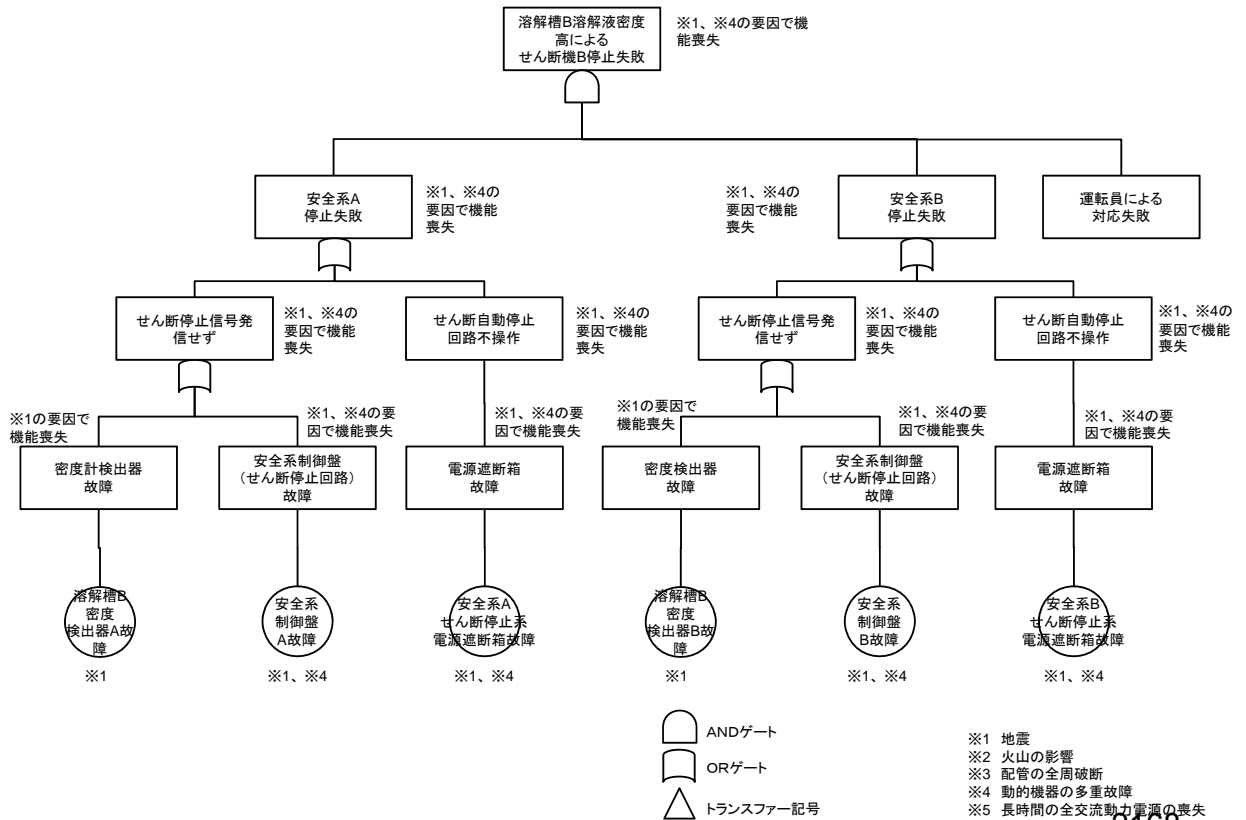 溶解槽B溶解液密度
高による
せん断機B停止失敗
※1、※4の要因で機
能喪失
安全系A
停止失敗
※1、※4の
要因で機能
喪失
※1、※4の
要因で機能
喪失
安全系B
停止失敗
運転員による
対応失敗
せん断停止信号発
信せず
※1、※4の
要因で機能
喪失
せん断自動停止
回路不操作
※1、※4の
要因で機能
喪失
せん断停止信号発
信せず
※1、※4の
要因で機能
喪失
せん断自動停止
回路不操作
※1、※4の
要因で機能
喪失
※1の要因で
機能喪失
※1、※4の要
因で機能喪失
※1、※4の要
因で機能喪失
※1の要因で
機能喪失
※1、※4の要
因で機能喪失
※1、※4の要
因で機能喪失
密度計検出器
故障
安全系制御盤
(せん断停止回路)
故障
電源遮断箱
故障
密度検出器
故障
安全系制御盤
(せん断停止回路)
故障
電源遮断箱
故障
溶解槽B
密度
検出器A故
障
安全系
制御盤
A故障
安全系A
せん断停止系
電源遮断箱故障
溶解槽B
密度
検出器B故
障
安全系
制御盤
B故障
安全系B
せん断停止系
電源遮断箱故障
※1
※1、※4
※1、※4
※1
※1、※4
※1、※4
ANDゲート
ORゲート
トランスファー記号
※1 地震
※2 火山の影響
※3 配管の全周破断
※4 動的機器の多重故障
※5 長時間の全交流動力電源の喪失